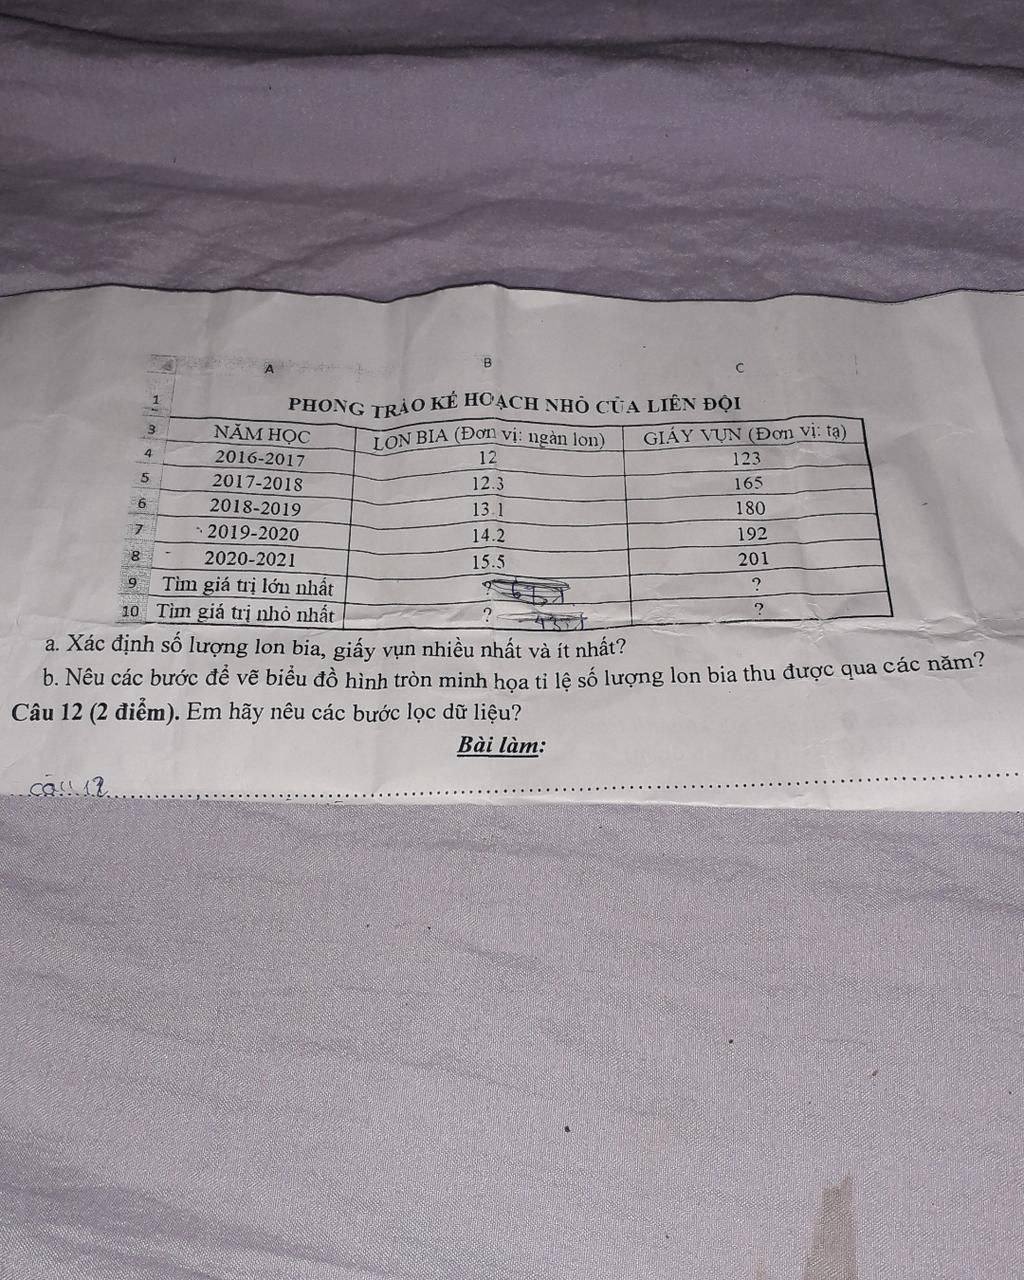 A B C
1 PHONG TRÀO KẾ HOẠCH NHỎ CỦA LIÊN ĐỘI
3 NĂM HỌC LON BIA (Đơn vị: ngàn lon) GIẤY VỤN (Đơn vị: tạ)
4 2016-2017 12 123
5 2017-2018 12.3 165
6 2018-2019 13.1 180
7 2019-2020 14.2 192
8 2020-2021 15.5 201
9 Tìm giá trị lớn nhất ? ?
10 Tìm giá trị nhỏ nhất ? ?
a. Xác định số lượng lon bia, giấy vụn nhiều nhất và ít nhất?
b. Nêu các bước để vẽ biểu đồ hình tròn minh họa tỉ lệ số lượng lon bia thu được qua các năm?
Câu 12 (2 điểm). Em hãy nêu các bước lọc dữ liệu?
Bài làm:
câu 12